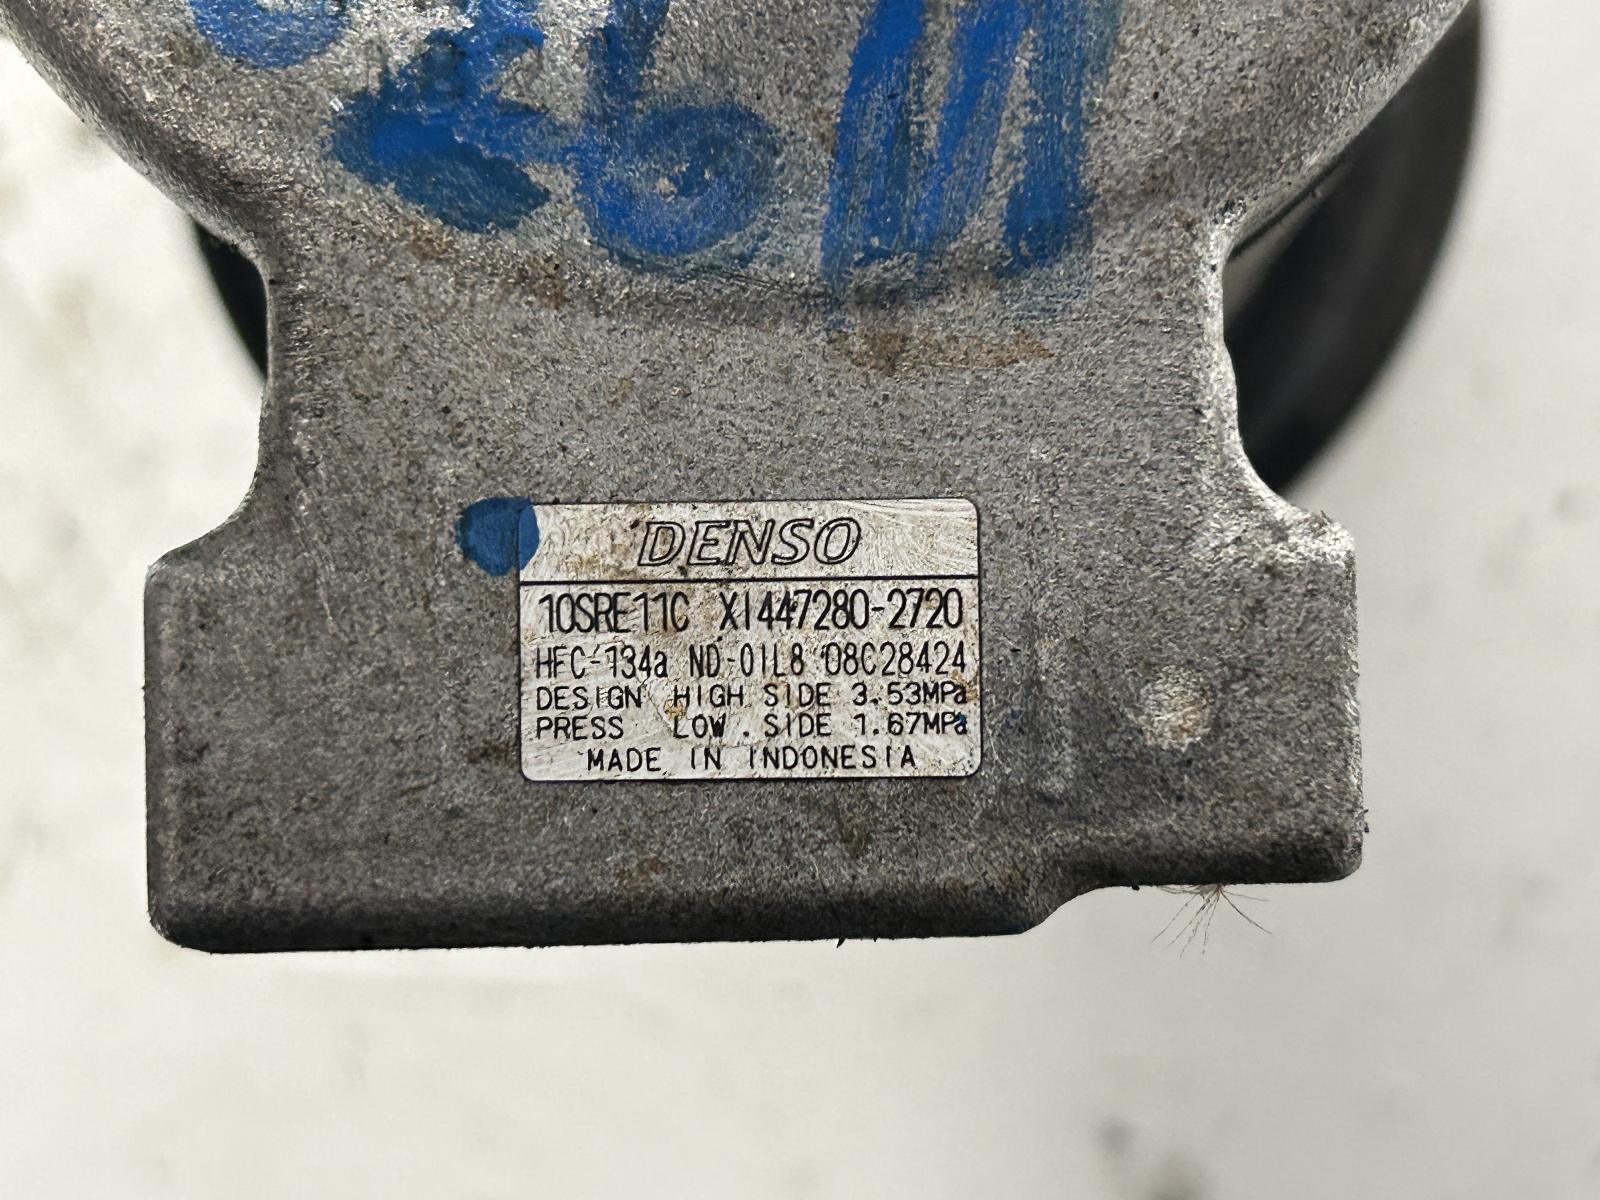 DENSO
10SRE11C XI447280-2720
HFC-134a ND-OIL8 08C28424
DESIGN HIGH SIDE 3.53MPa
PRESS LOW SIDE 1.67MPa
MADE IN INDONESIA